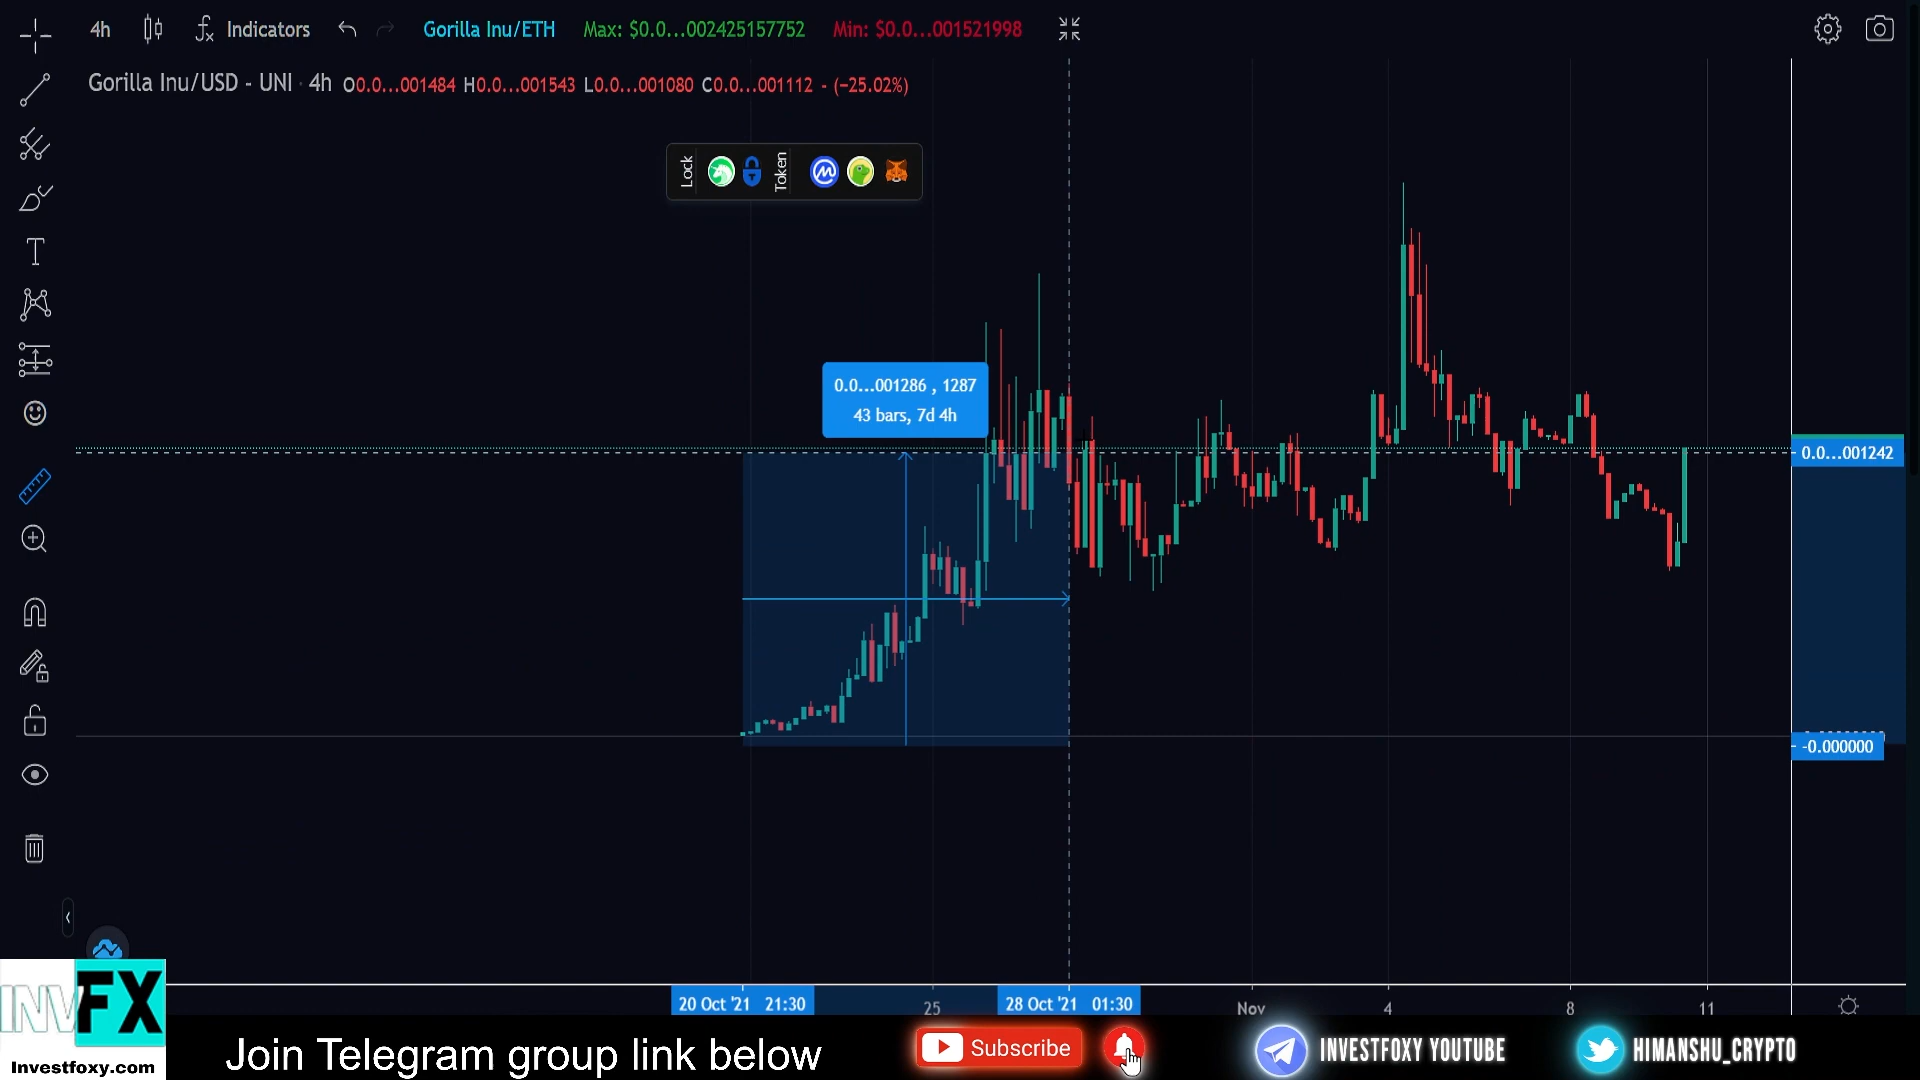 4h Indicators Gorilla Inu/ETH Max: $0.0...002425157752 Min: $0.0...001521998
Gorilla Inu/USD - UNI · 4h O0.0...001484 H0.0...001543 L0.0...001080 C0.0...001112 - (−25.02%)
Lock Token
0.0...001286 , 1287
43 bars, 7d 4h
0.0...001242
-0.000000
20 Oct '21 21:30 25 28 Oct '21 01:30 Nov 4 8 11
INVFX
Investfoxy.com
Join Telegram group link below
Subscribe
INVESTFOXY YOUTUBE
HIMANSHU_CRYPTO